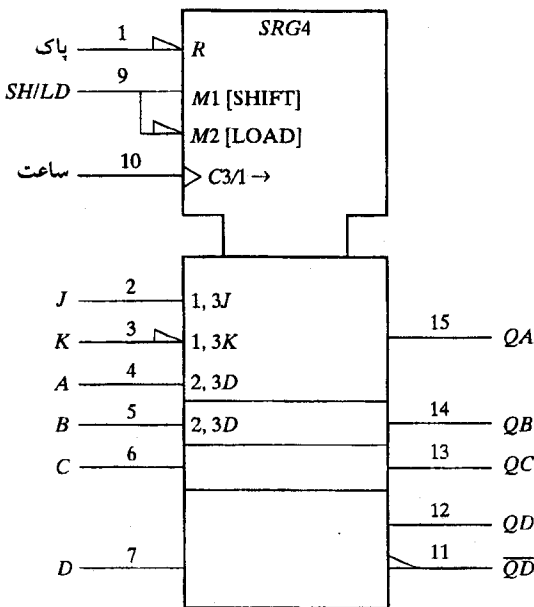 SRG4
پاک 1 R
SH/LD 9 M1 [SHIFT]
M2 [LOAD]
ساعت 10 C3/1 →
J 2 1, 3J
K 3 1, 3K 15 QA
A 4 2, 3D
B 5 2, 3D 14 QB
C 6 13 QC
12 QD
D 7 11 \overline{QD}